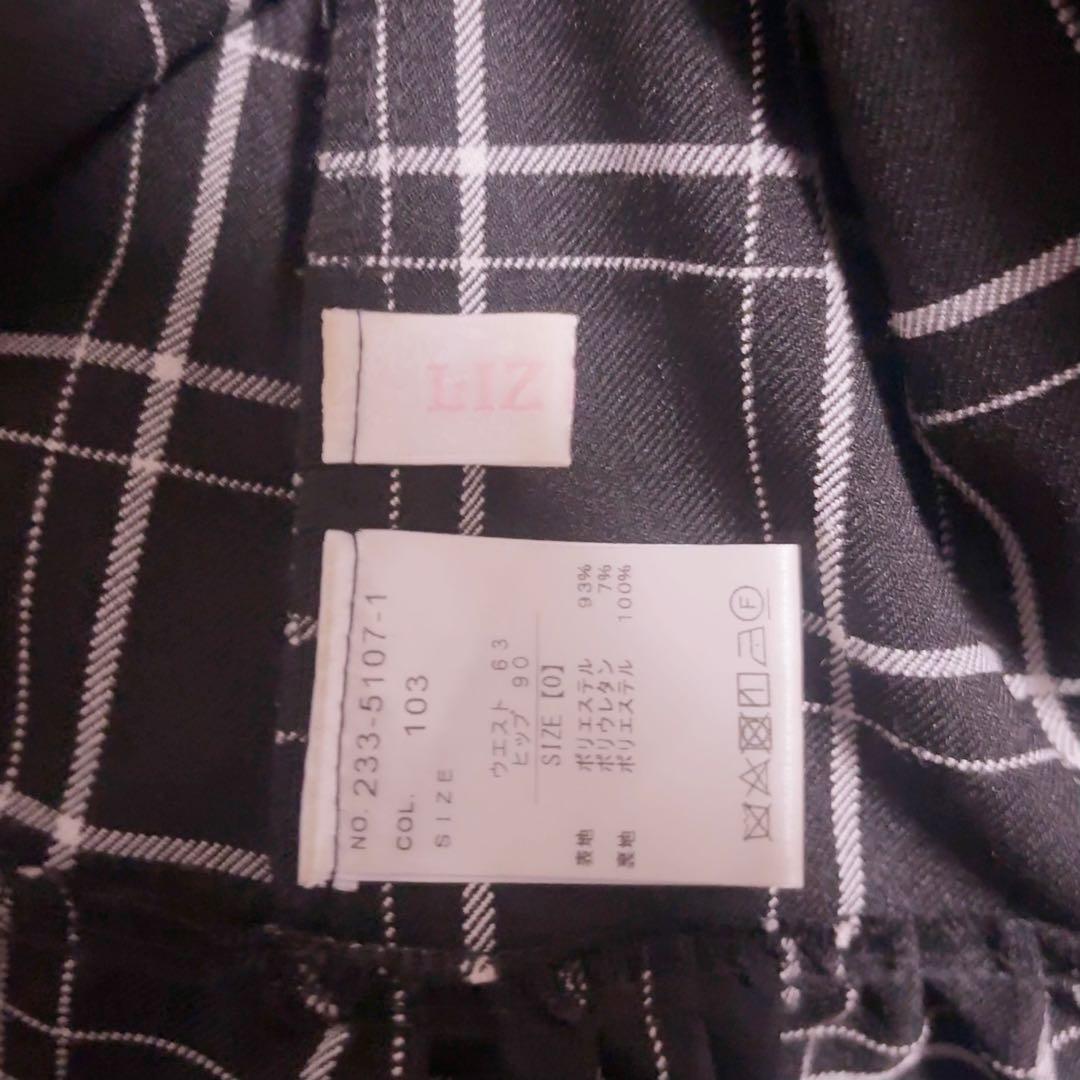 LIZ
NO. 233-5107-1
COL. 103
SIZE
ウエスト 63
ヒップ 90
SIZE [0]
表地 ポリエステル 93%
ポリウレタン 7%
裏地 ポリエステル 100%
F